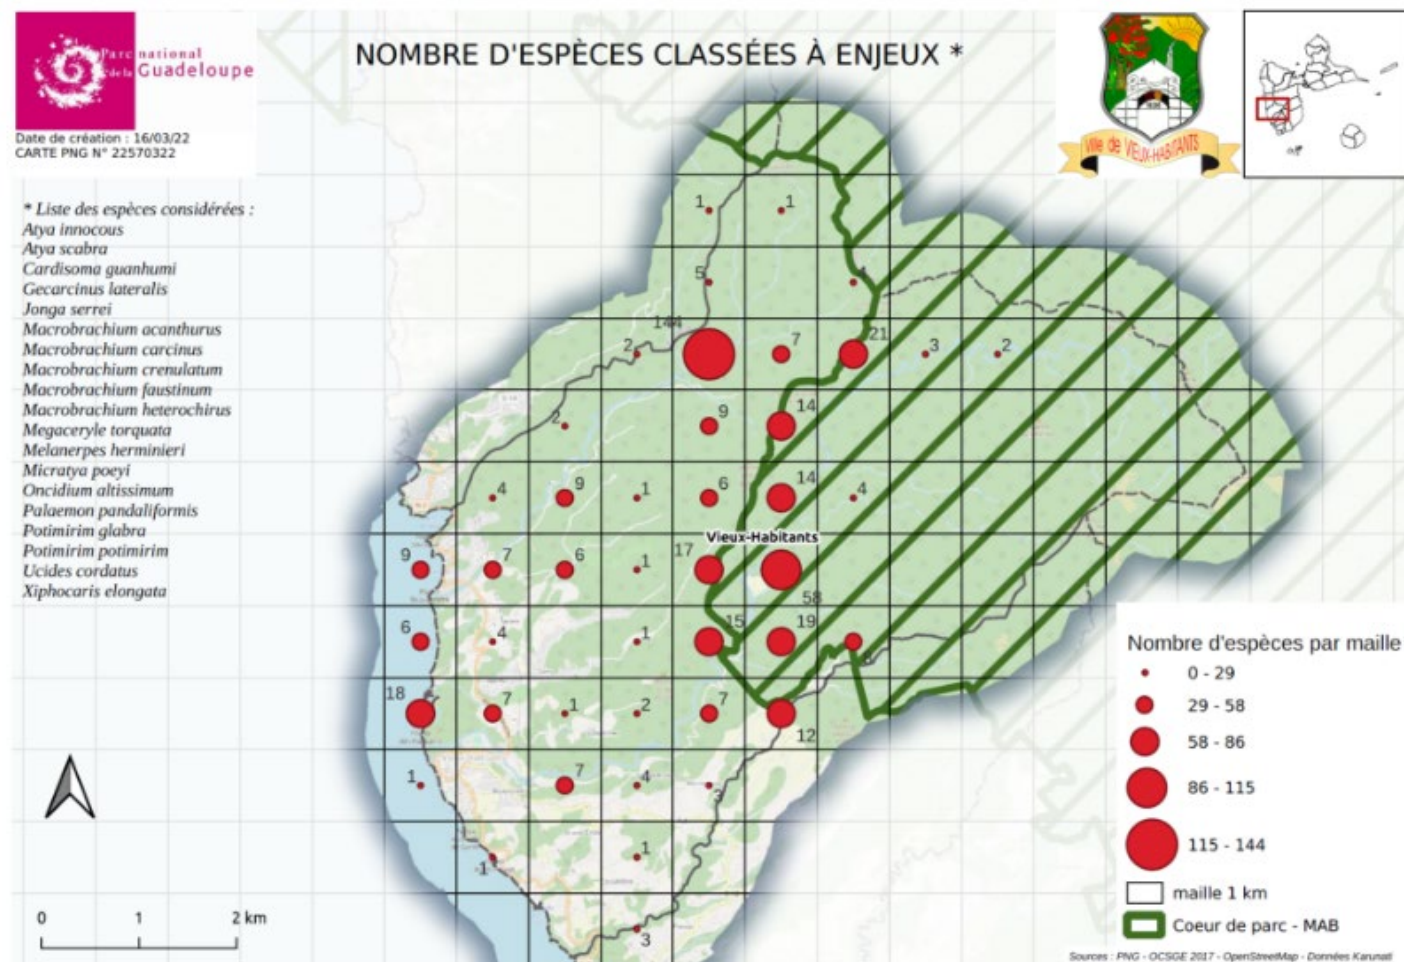 Parc national
de la Guadeloupe
Date de création : 16/03/22
CARTE PNG N° 22570322
NOMBRE D'ESPÈCES CLASSÉES À ENJEUX *
Ville de VIEUX-HABITANTS
* Liste des espèces considérées :
Atya innocous
Atya scabra
Cardisoma guanhumi
Gecarcinus lateralis
Jonga serrei
Macrobrachium acanthurus
Macrobrachium carcinus
Macrobrachium crenulatum
Macrobrachium faustinum
Macrobrachium heterochirus
Megaceryle torquata
Melanerpes herminieri
Micratya poeyi
Oncidium altissimum
Palaemon pandaliformis
Potimirim glabra
Potimirim potimirim
Ucides cordatus
Xiphocaris elongata
1 1
5
144 2 7 21 3 2
2 9 14
4 9 1 6 14 4
Vieux-Habitants
9 7 6 1 17 58
6 4 1 15 19
18 7 1 2 7 12
1 7 4 3
1 1
3
Nombre d'espèces par maille
0 - 29
29 - 58
58 - 86
86 - 115
115 - 144
maille 1 km
Coeur de parc - MAB
0 1 2 km
Sources : PNG - OCSGE 2017 - OpenStreetMap - Données Karunati